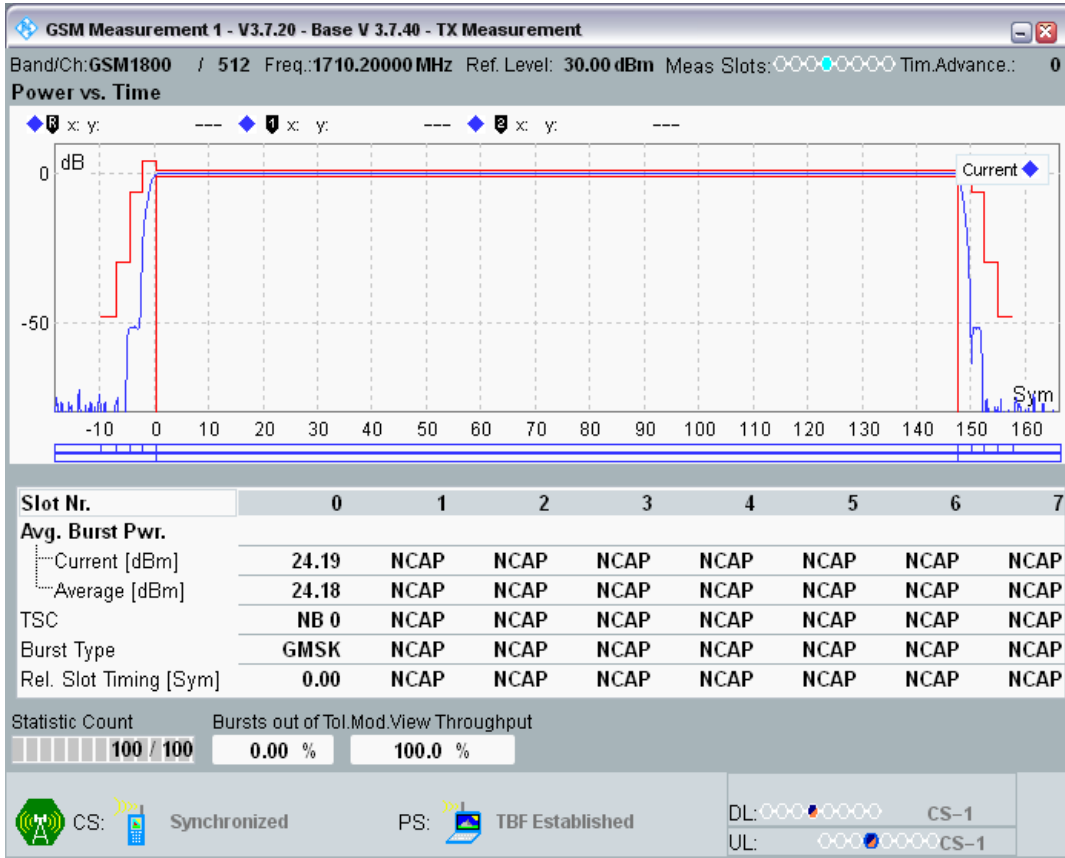 GSM Measurement 1 - V3.7.20 - Base V 3.7.40 - TX Measurement
Band/Ch:GSM1800 / 512 Freq.:1710.20000 MHz Ref. Level: 30.00 dBm Meas Slots: Tim.Advance.: 0
Power vs. Time
R x: y: --- 1 x: y: --- 2 x: y: ---
dB
Current
0
-50
Sym
-10 0 10 20 30 40 50 60 70 80 90 100 110 120 130 140 150 160
Slot Nr. 0 1 2 3 4 5 6 7
Avg. Burst Pwr.
Current [dBm] 24.19 NCAP NCAP NCAP NCAP NCAP NCAP NCAP
Average [dBm] 24.18 NCAP NCAP NCAP NCAP NCAP NCAP NCAP
TSC NB 0 NCAP NCAP NCAP NCAP NCAP NCAP NCAP
Burst Type GMSK NCAP NCAP NCAP NCAP NCAP NCAP NCAP
Rel. Slot Timing [Sym] 0.00 NCAP NCAP NCAP NCAP NCAP NCAP NCAP
Statistic Count Bursts out of Tol.Mod.View Throughput
100 / 100 0.00 % 100.0 %
CS: Synchronized PS: TBF Established
DL: CS-1
UL: CS-1